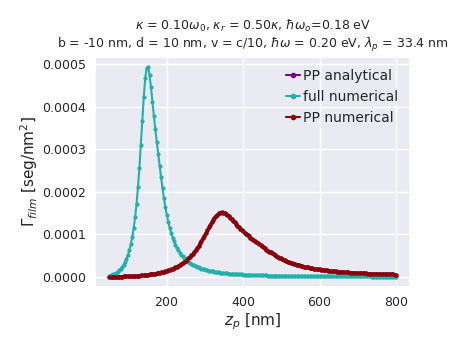 κ = 0.10ω₀, κᵣ = 0.50κ, ℏωₒ=0.18 eV
b = -10 nm, d = 10 nm, v = c/10, ℏω = 0.20 eV, λₚ = 33.4 nm
0.0005
0.0004
0.0003
0.0002
0.0001
0.0000
Γ_film [seg/nm²]
PP analytical
full numerical
PP numerical
200
400
600
800
zₚ [nm]